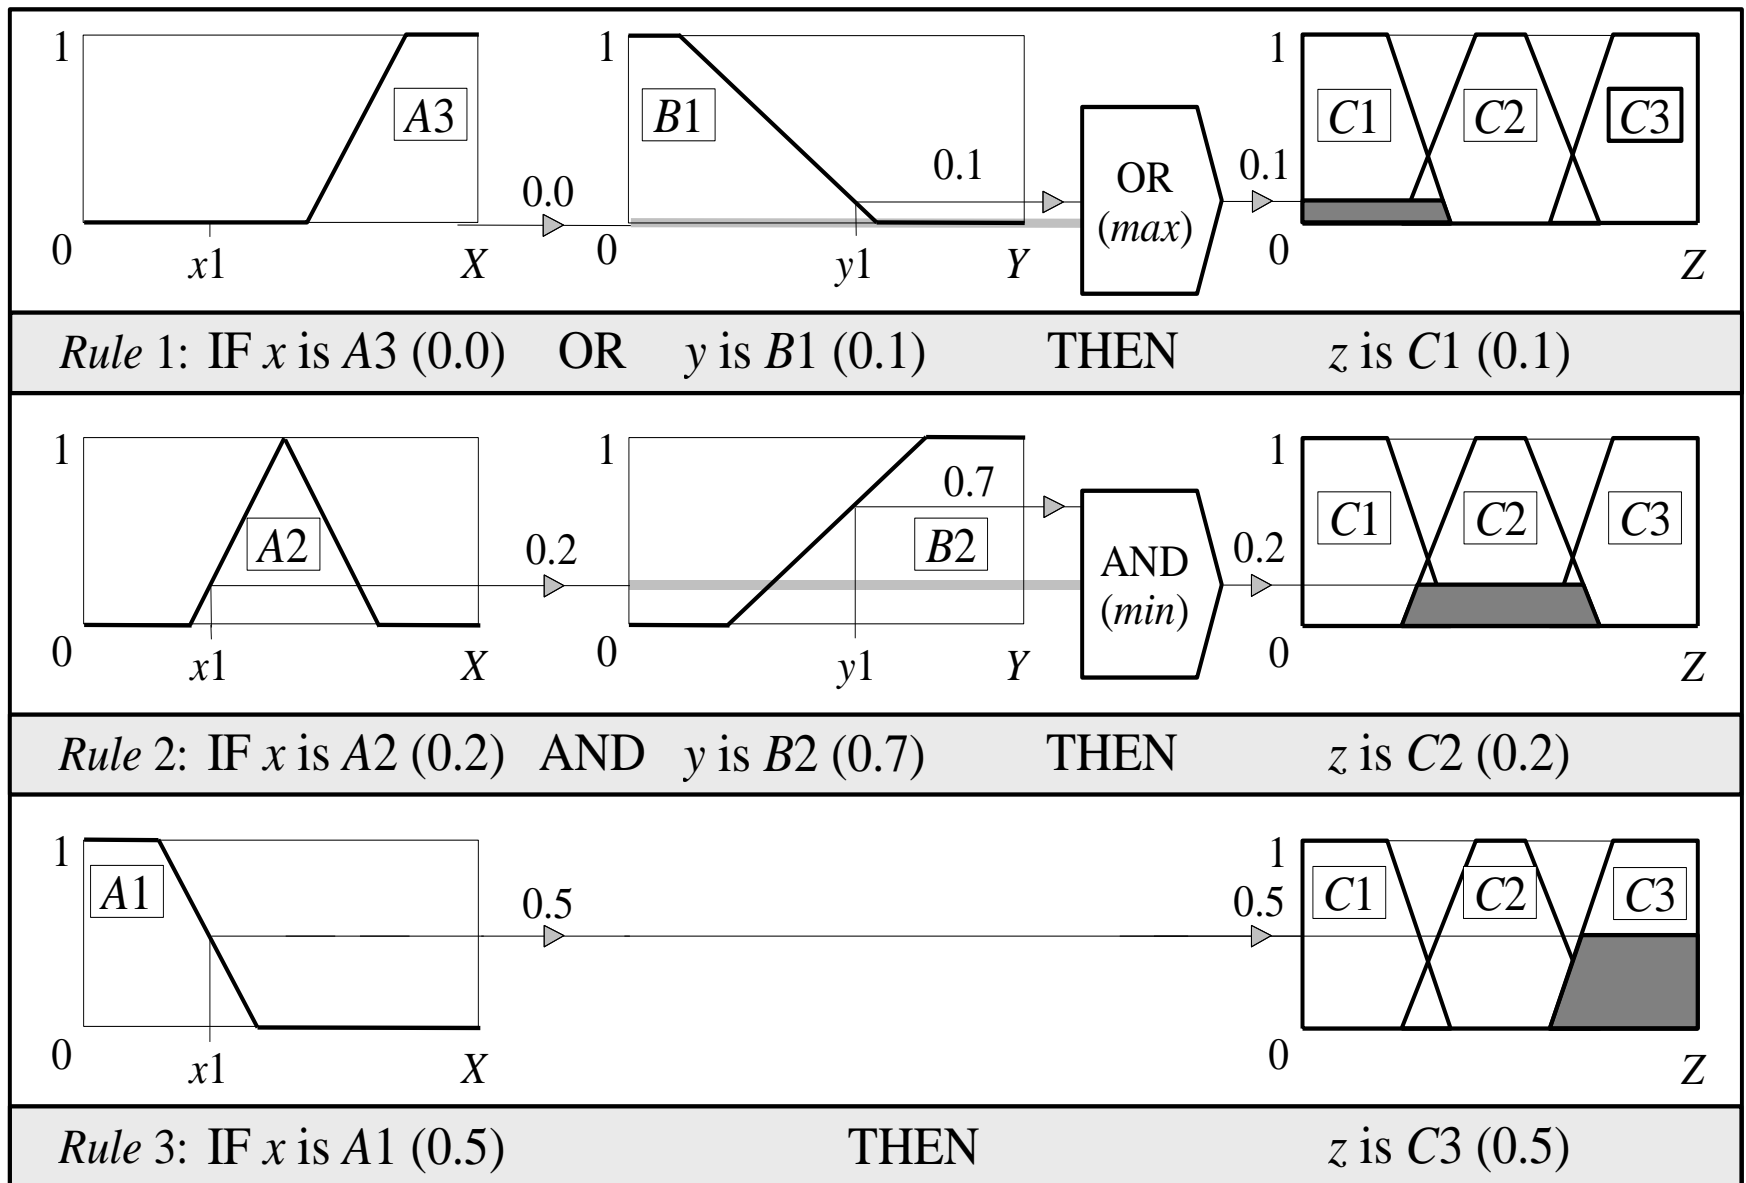 1 A3 0.0 1 B1 0.1 OR (max) 0.1 1 C1 C2 C3
0 x1 X 0 y1 Y 0 Z
Rule 1: IF x is A3 (0.0) OR y is B1 (0.1) THEN z is C1 (0.1)
1 A2 0.2 1 0.7 B2 AND (min) 0.2 1 C1 C2 C3
0 x1 X 0 y1 Y 0 Z
Rule 2: IF x is A2 (0.2) AND y is B2 (0.7) THEN z is C2 (0.2)
1 A1 0.5 0.5 1 C1 C2 C3
0 x1 X 0 Z
Rule 3: IF x is A1 (0.5) THEN z is C3 (0.5)